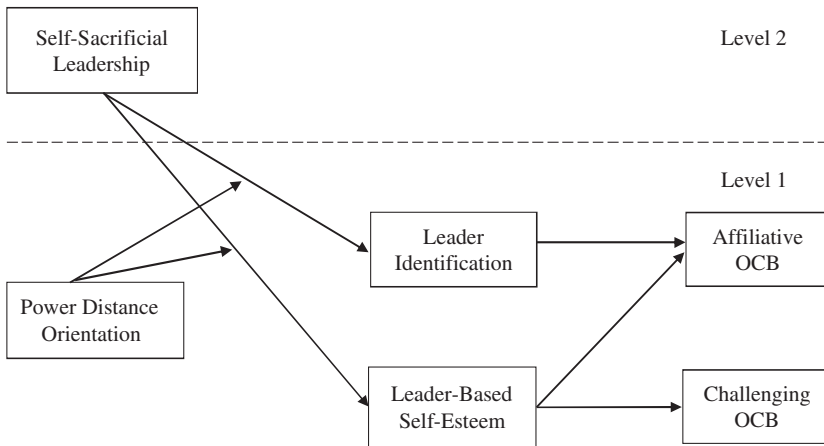 Self-Sacrificial
Leadership
Level 2
Level 1
Leader
Identification
Affiliative
OCB
Power Distance
Orientation
Leader-Based
Self-Esteem
Challenging
OCB